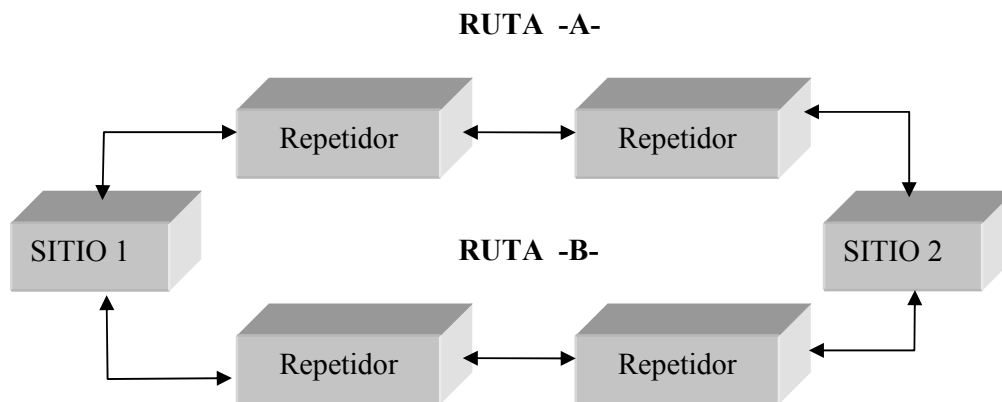 RUTA -A-
Repetidor
Repetidor
SITIO 1
SITIO 2
RUTA -B-
Repetidor
Repetidor